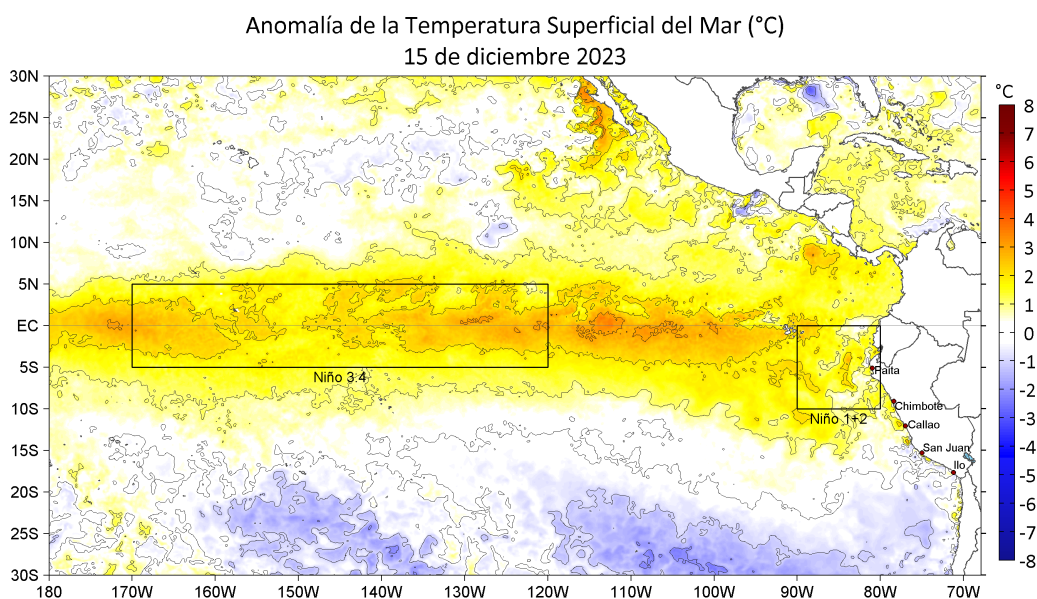 Anomalía de la Temperatura Superficial del Mar (°C)
15 de diciembre 2023
30N
25N
20N
15N
10N
5N
EC
5S
10S
15S
20S
25S
30S
180
170W
160W
150W
140W
130W
120W
110W
100W
90W
80W
70W
Niño 3.4
Niño 1+2
Paita
Chimbote
Callao
San Juan
Ilo
°C
8
7
6
5
4
3
2
1
0
-1
-2
-3
-4
-5
-6
-7
-8